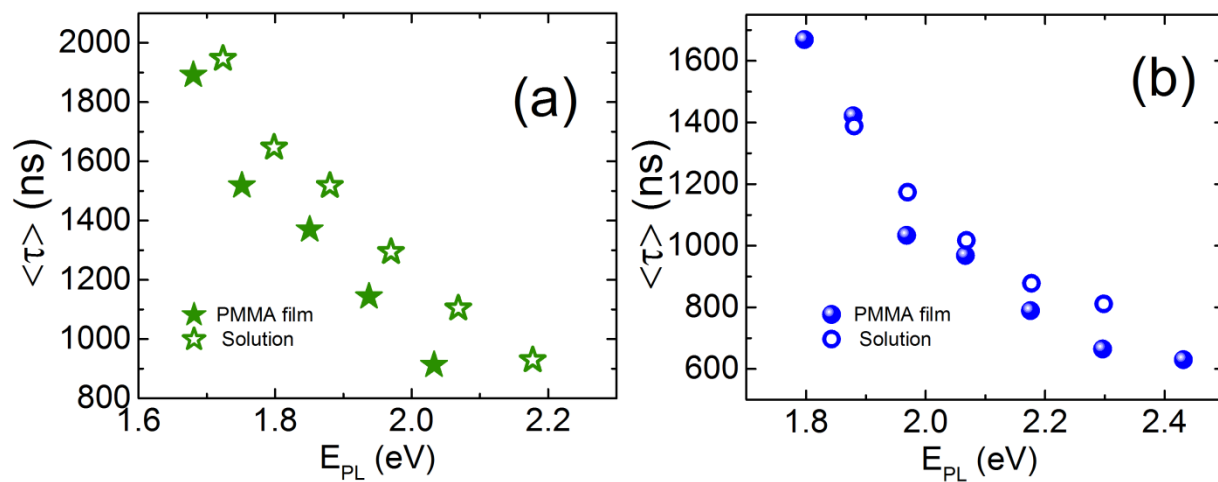 (a)
2000
1800
1600
1400
1200
1000
800
<τ> (ns)
PMMA film
Solution
1.6 1.8 2.0 2.2
E_PL (eV)
(b)
1600
1400
1200
1000
800
600
<τ> (ns)
PMMA film
Solution
1.8 2.0 2.2 2.4
E_PL (eV)